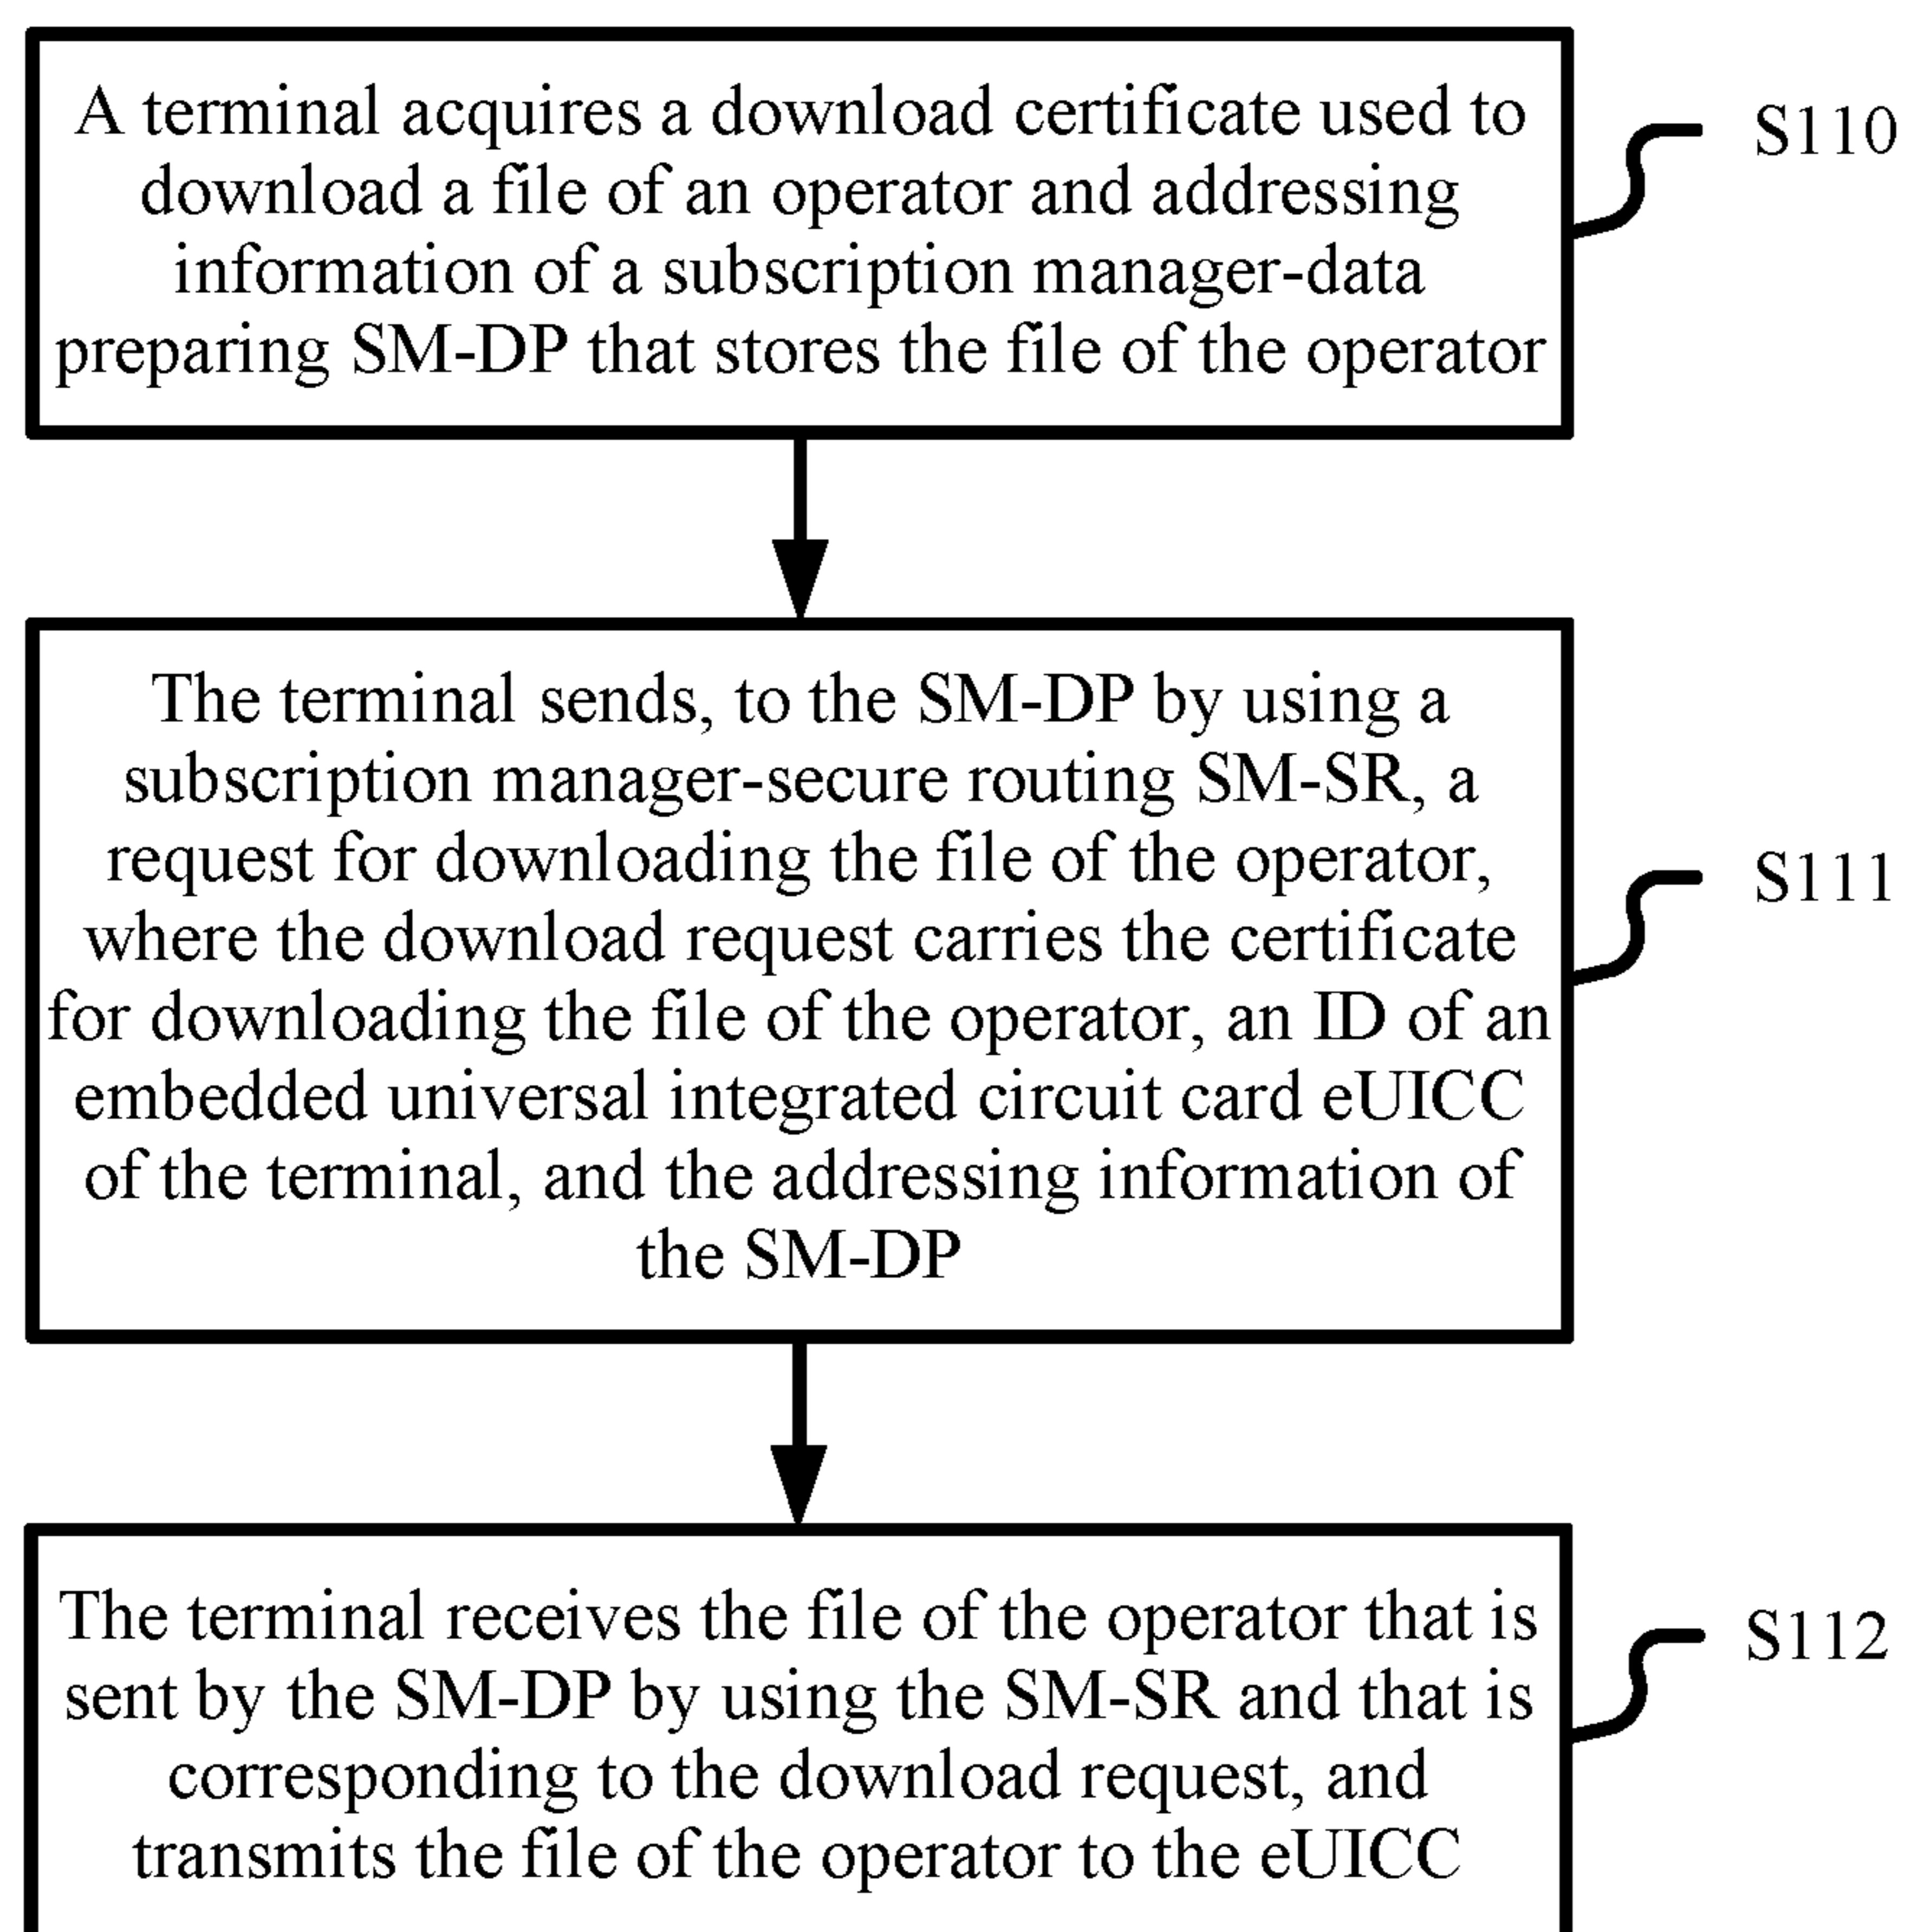 A terminal acquires a download certificate used to
download a file of an operator and addressing
information of a subscription manager-data
preparing SM-DP that stores the file of the operator
S110
The terminal sends, to the SM-DP by using a
subscription manager-secure routing SM-SR, a
request for downloading the file of the operator,
where the download request carries the certificate
for downloading the file of the operator, an ID of an
embedded universal integrated circuit card eUICC
of the terminal, and the addressing information of
the SM-DP
S111
The terminal receives the file of the operator that is
sent by the SM-DP by using the SM-SR and that is
corresponding to the download request, and
transmits the file of the operator to the eUICC
S112